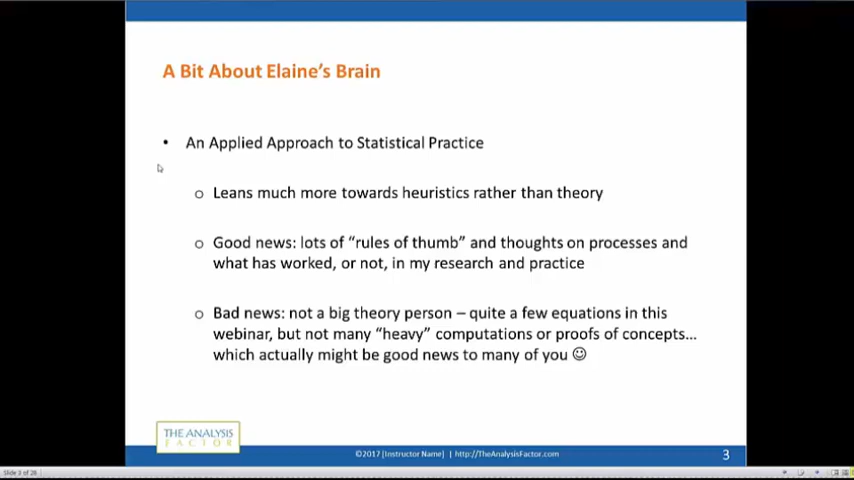 A Bit About Elaine's Brain
• An Applied Approach to Statistical Practice
o Leans much more towards heuristics rather than theory
o Good news: lots of “rules of thumb” and thoughts on processes and
what has worked, or not, in my research and practice
o Bad news: not a big theory person – quite a few equations in this
webinar, but not many “heavy” computations or proofs of concepts...
which actually might be good news to many of you ☺
THE ANALYSIS
FACTOR
©2017 [Instructor Name] | http://TheAnalysisFactor.com
3
Slide 3 of 28